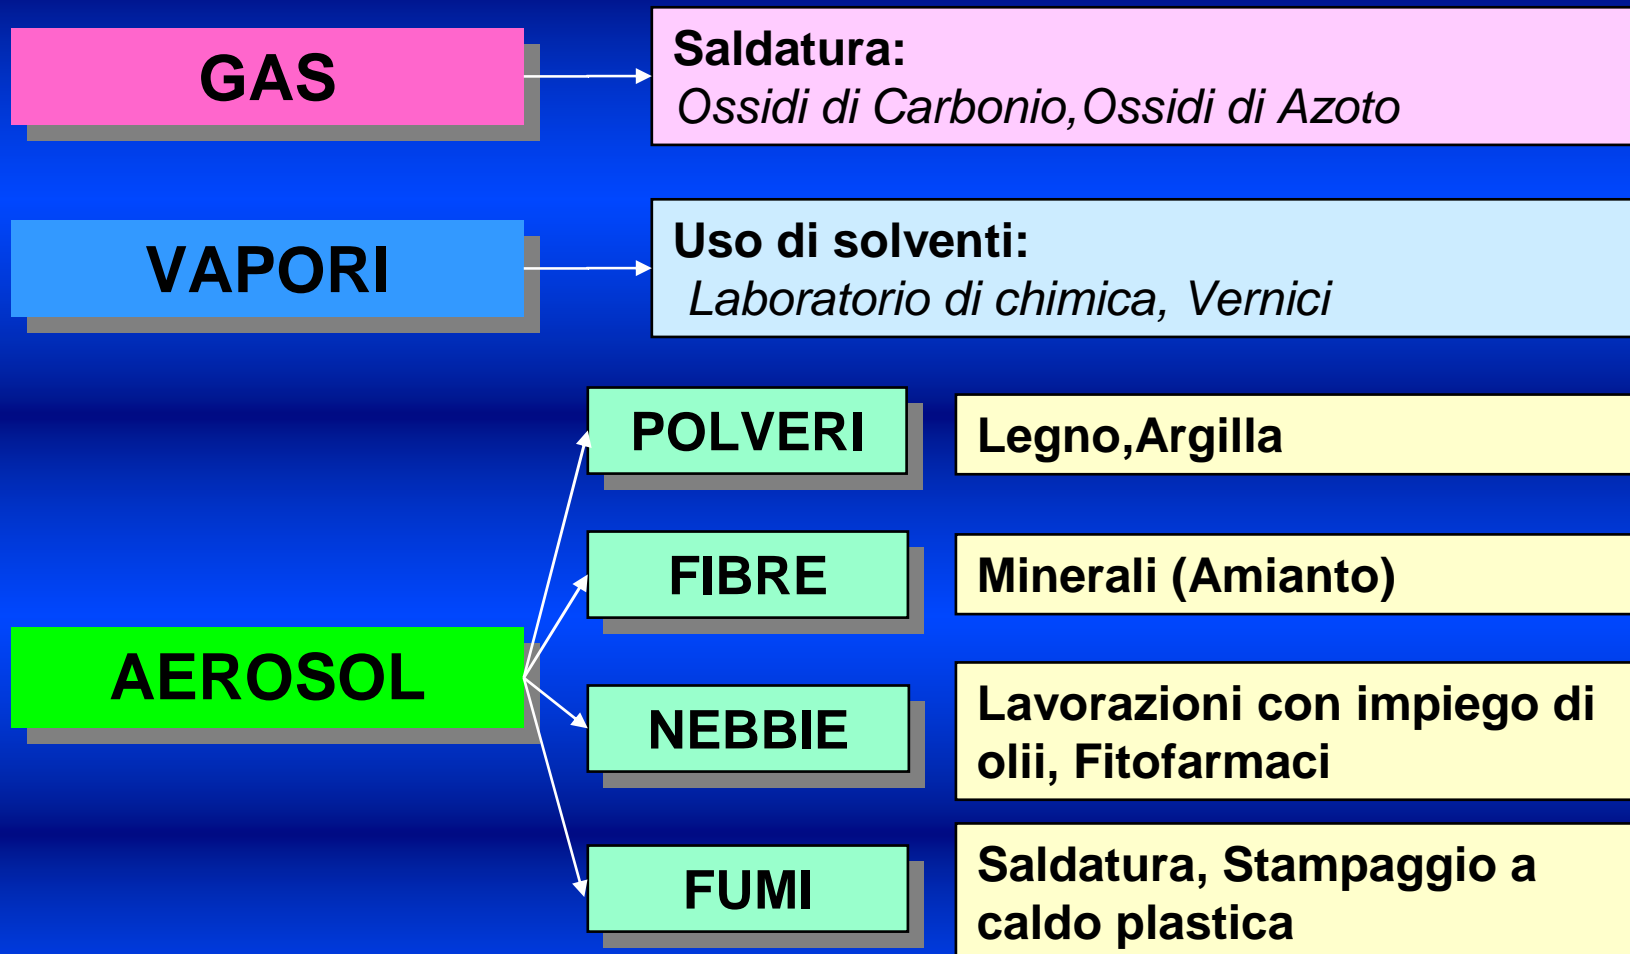 GAS
Saldatura:
Ossidi di Carbonio,Ossidi di Azoto
VAPORI
Uso di solventi:
Laboratorio di chimica, Vernici
AEROSOL
POLVERI
Legno,Argilla
FIBRE
Minerali (Amianto)
NEBBIE
Lavorazioni con impiego di
olii, Fitofarmaci
FUMI
Saldatura, Stampaggio a
caldo plastica